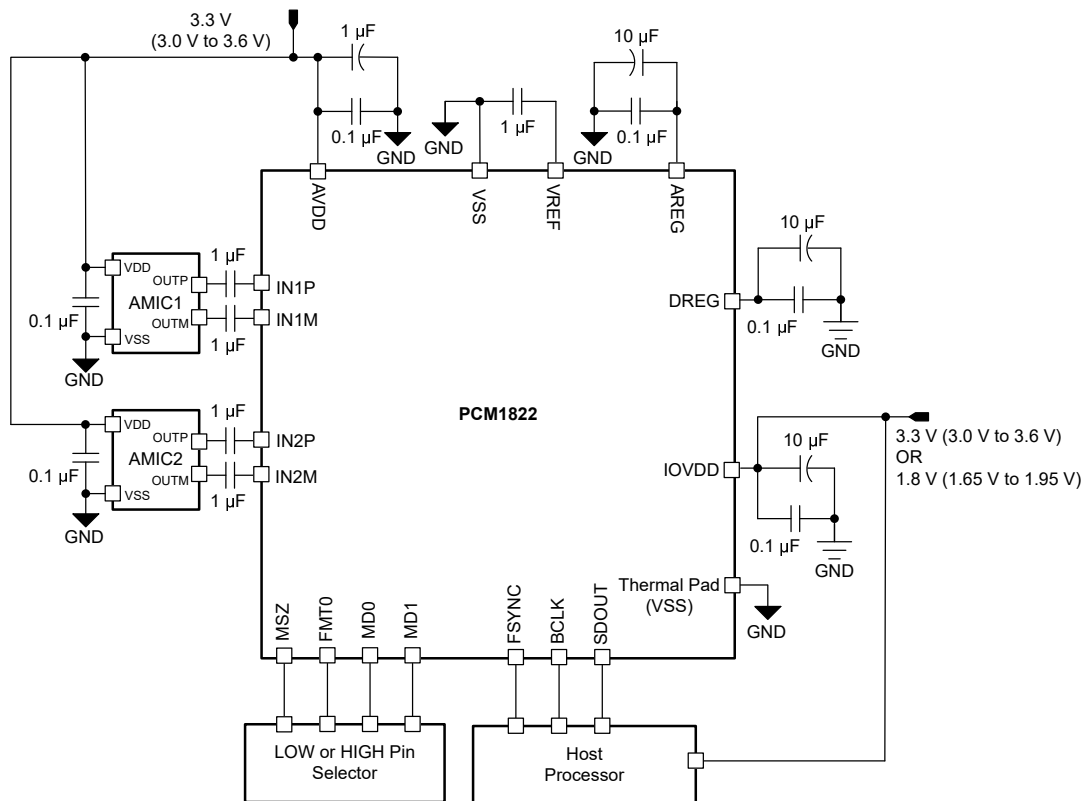 3.3 V
(3.0 V to 3.6 V)
1 µF
0.1 µF
GND
GND
1 µF
10 µF
0.1 µF
GND
AVDD
VSS
VREF
AREG
VDD
OUTP
AMIC1
OUTM
VSS
0.1 µF
GND
1 µF
1 µF
IN1P
IN1M
10 µF
DREG
0.1 µF
GND
PCM1822
VDD
OUTP
AMIC2
OUTM
VSS
0.1 µF
GND
1 µF
1 µF
IN2P
IN2M
3.3 V (3.0 V to 3.6 V)
OR
1.8 V (1.65 V to 1.95 V)
10 µF
IOVDD
0.1 µF
GND
Thermal Pad
(VSS)
GND
MSZ
FMT0
MD0
MD1
FSYNC
BCLK
SDOUT
LOW or HIGH Pin
Selector
Host
Processor